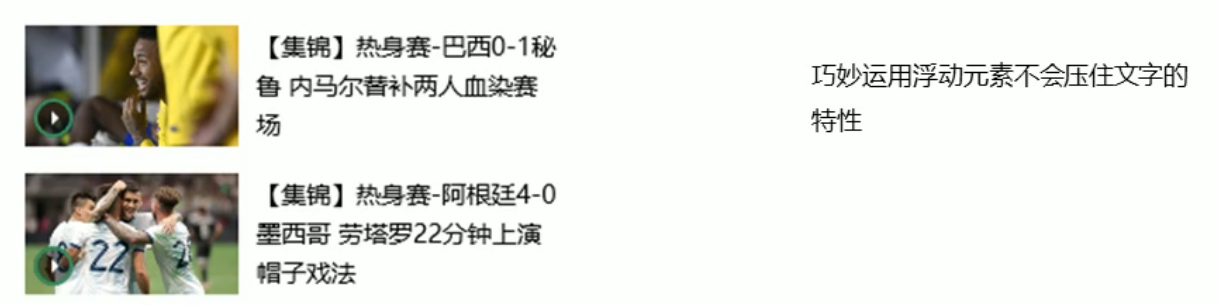 【集锦】热身赛-巴西0-1秘
鲁 内马尔替补两人血染赛
场
巧妙运用浮动元素不会压住文字的
特性
【集锦】热身赛-阿根廷4-0
墨西哥 劳塔罗22分钟上演
帽子戏法
22